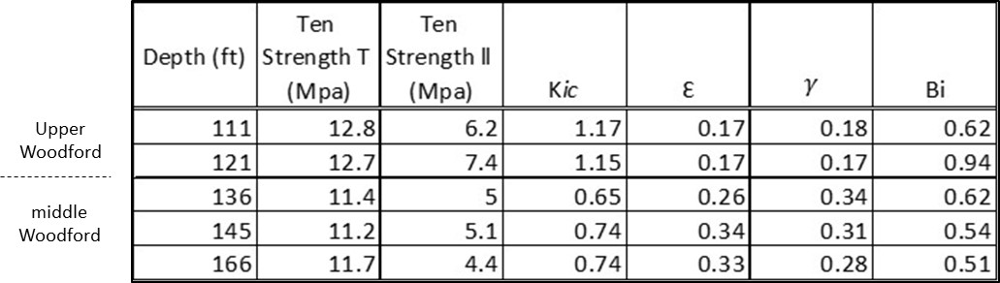 Depth (ft) Ten Strength T (Mpa) Ten Strength ll (Mpa) Kic Ɛ γ Bi
Upper Woodford
111 12.8 6.2 1.17 0.17 0.18 0.62
121 12.7 7.4 1.15 0.17 0.17 0.94
middle Woodford
136 11.4 5 0.65 0.26 0.34 0.62
145 11.2 5.1 0.74 0.34 0.31 0.54
166 11.7 4.4 0.74 0.33 0.28 0.51